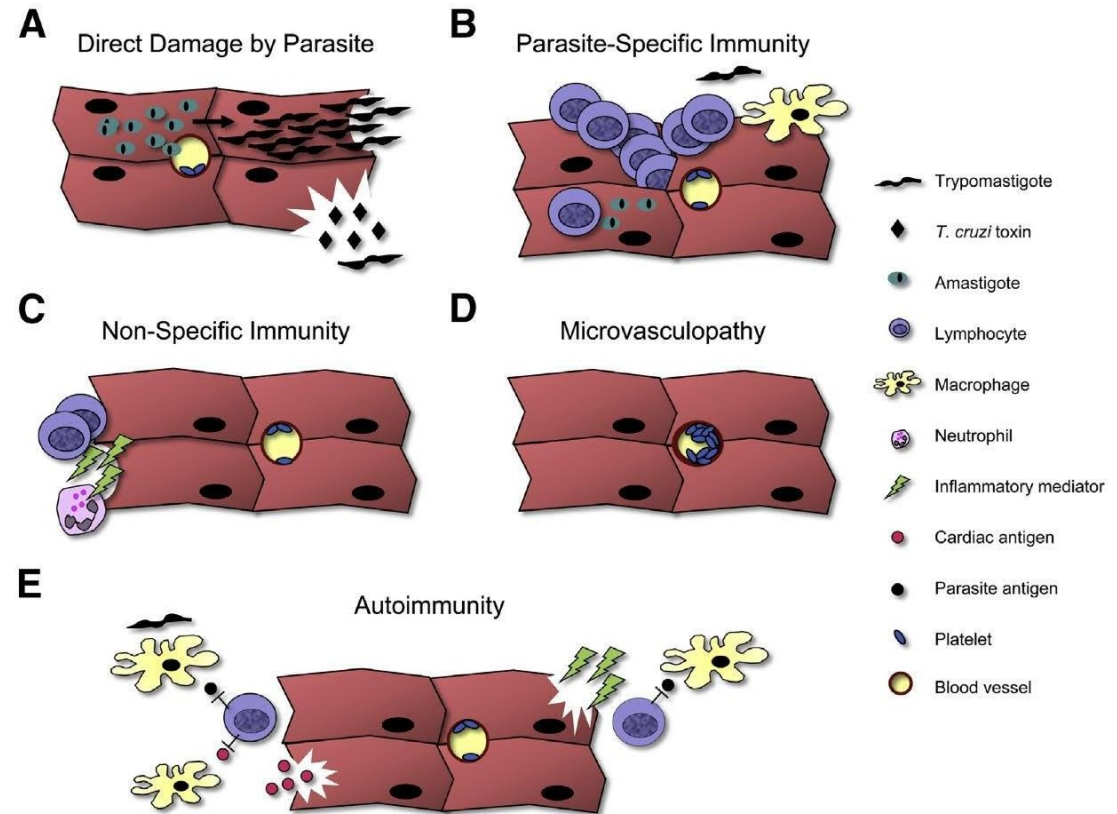 A
Direct Damage by Parasite
B
Parasite-Specific Immunity
C
Non-Specific Immunity
D
Microvasculopathy
E
Autoimmunity
Trypomastigote
T. cruzi toxin
Amastigote
Lymphocyte
Macrophage
Neutrophil
Inflammatory mediator
Cardiac antigen
Parasite antigen
Platelet
Blood vessel